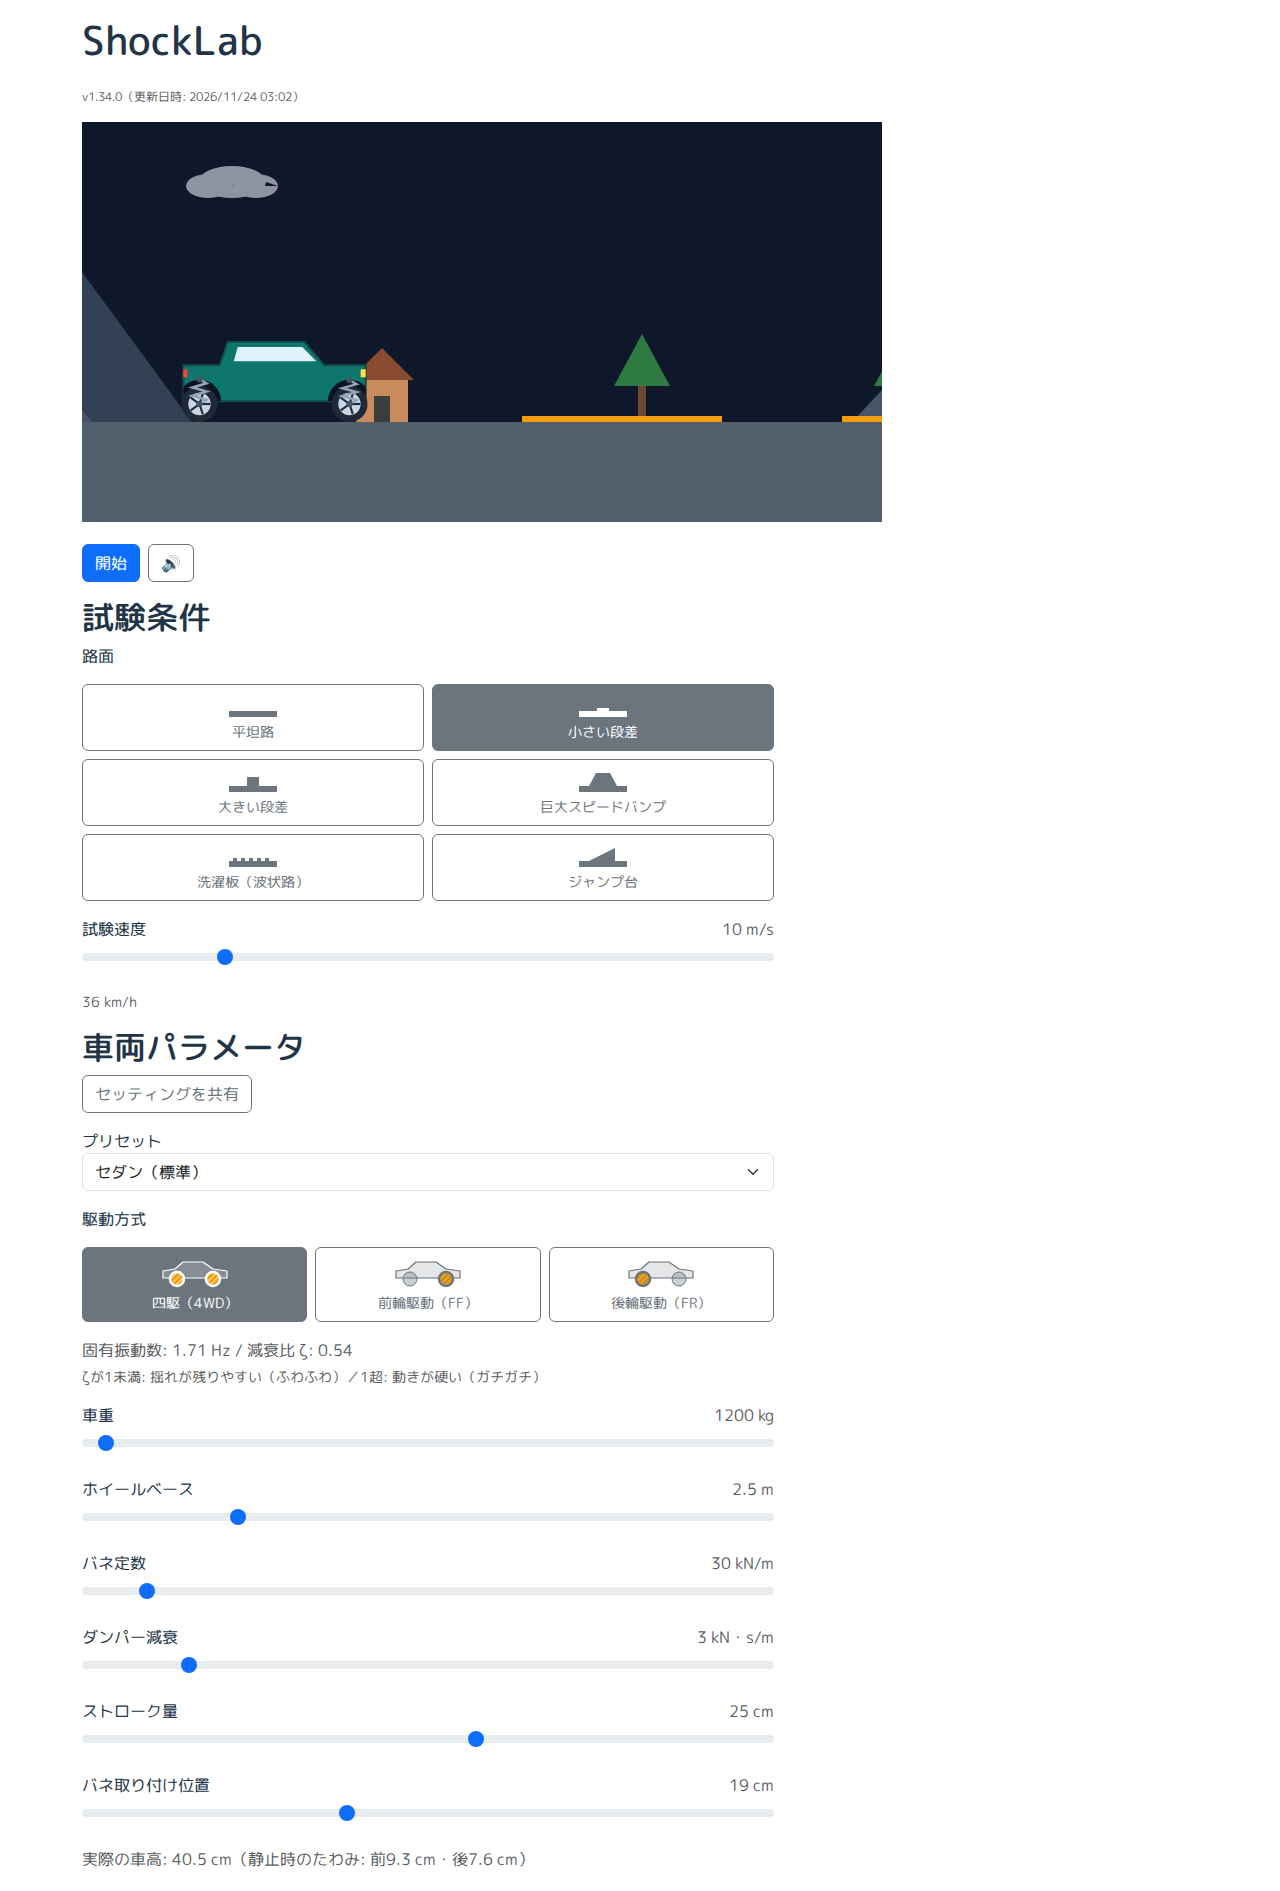 ShockLab
v1.34.0（更新日時: 2026/11/24 03:02）
開始
試験条件
路面
平坦路
小さい段差
大きい段差
巨大スピードバンプ
洗濯板（波状路）
ジャンプ台
試験速度 10 m/s
36 km/h
車両パラメータ
セッティングを共有
プリセット
セダン（標準）
駆動方式
四駆（4WD）
前輪駆動（FF）
後輪駆動（FR）
固有振動数: 1.71 Hz / 減衰比 ζ: 0.54
ζが1未満: 揺れが残りやすい（ふわふわ）／1超: 動きが硬い（ガチガチ）
車重 1200 kg
ホイールベース 2.5 m
バネ定数 30 kN/m
ダンパー減衰 3 kN・s/m
ストローク量 25 cm
バネ取り付け位置 19 cm
実際の車高: 40.5 cm（静止時のたわみ: 前9.3 cm・後7.6 cm）